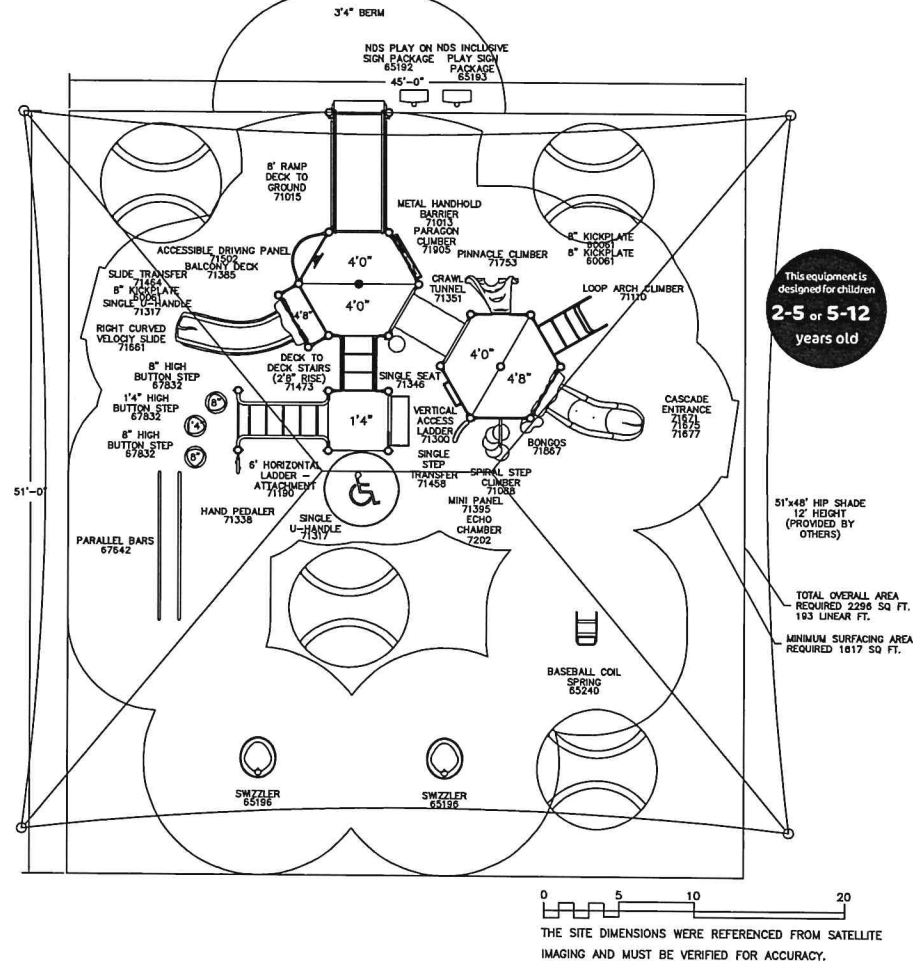 3'4" BERM
NDS PLAY ON
SIGN PACKAGE
65192
NDS INCLUSIVE
PLAY SIGN
PACKAGE
65193
45'-0"
8' RAMP
DECK TO
GROUND
71015
METAL HANDHOLD
BARRIER
71013
PARAGON
CLIMBER
71905
8" KICKPLATE
60061
8" KICKPLATE
60061
ACCESSIBLE DRIVING PANEL
71502
BALCONY DECK
71385
PINNACLE CLIMBER
71753
SLIDE TRANSFER
71464
8" KICKPLATE
60061
SINGLE U-HANDLE
71317
CRAWL
TUNNEL
71351
LOOP ARCH CLIMBER
71110
This equipment is
designed for children
2-5 or 5-12
years old
4'0"
4'0"
4'8"
RIGHT CURVED
VELOCIY SLIDE
71661
4'0"
4'8"
DECK TO
DECK STAIRS
(2'8" RISE)
71473
SINGLE SEAT
71346
8" HIGH
BUTTON STEP
67832
1'4" HIGH
BUTTON STEP
67832
8" HIGH
BUTTON STEP
67832
8"
'4"
8"
1'4"
VERTICAL
ACCESS
LADDER
71300
CASCADE
ENTRANCE
71671
71675
71677
BONGOS
71867
6' HORIZONTAL
LADDER -
ATTACHMENT
71190
SINGLE
STEP
TRANSFER
71458
SPIRAL STEP
CLIMBER
71088
51'-0"
HAND PEDALER
71338
SINGLE
U-HANDLE
71317
MINI PANEL
71395
ECHO
CHAMBER
7202
51'x48' HIP SHADE
12' HEIGHT
(PROVIDED BY
OTHERS)
PARALLEL BARS
67642
TOTAL OVERALL AREA
REQUIRED 2296 SQ FT.
193 LINEAR FT.
MINIMUM SURFACING AREA
REQUIRED 1617 SQ FT.
BASEBALL COIL
SPRING
65240
SWIZZLER
65196
SWIZZLER
65196
0 5 10 20
THE SITE DIMENSIONS WERE REFERENCED FROM SATELLITE
IMAGING AND MUST BE VERIFIED FOR ACCURACY.